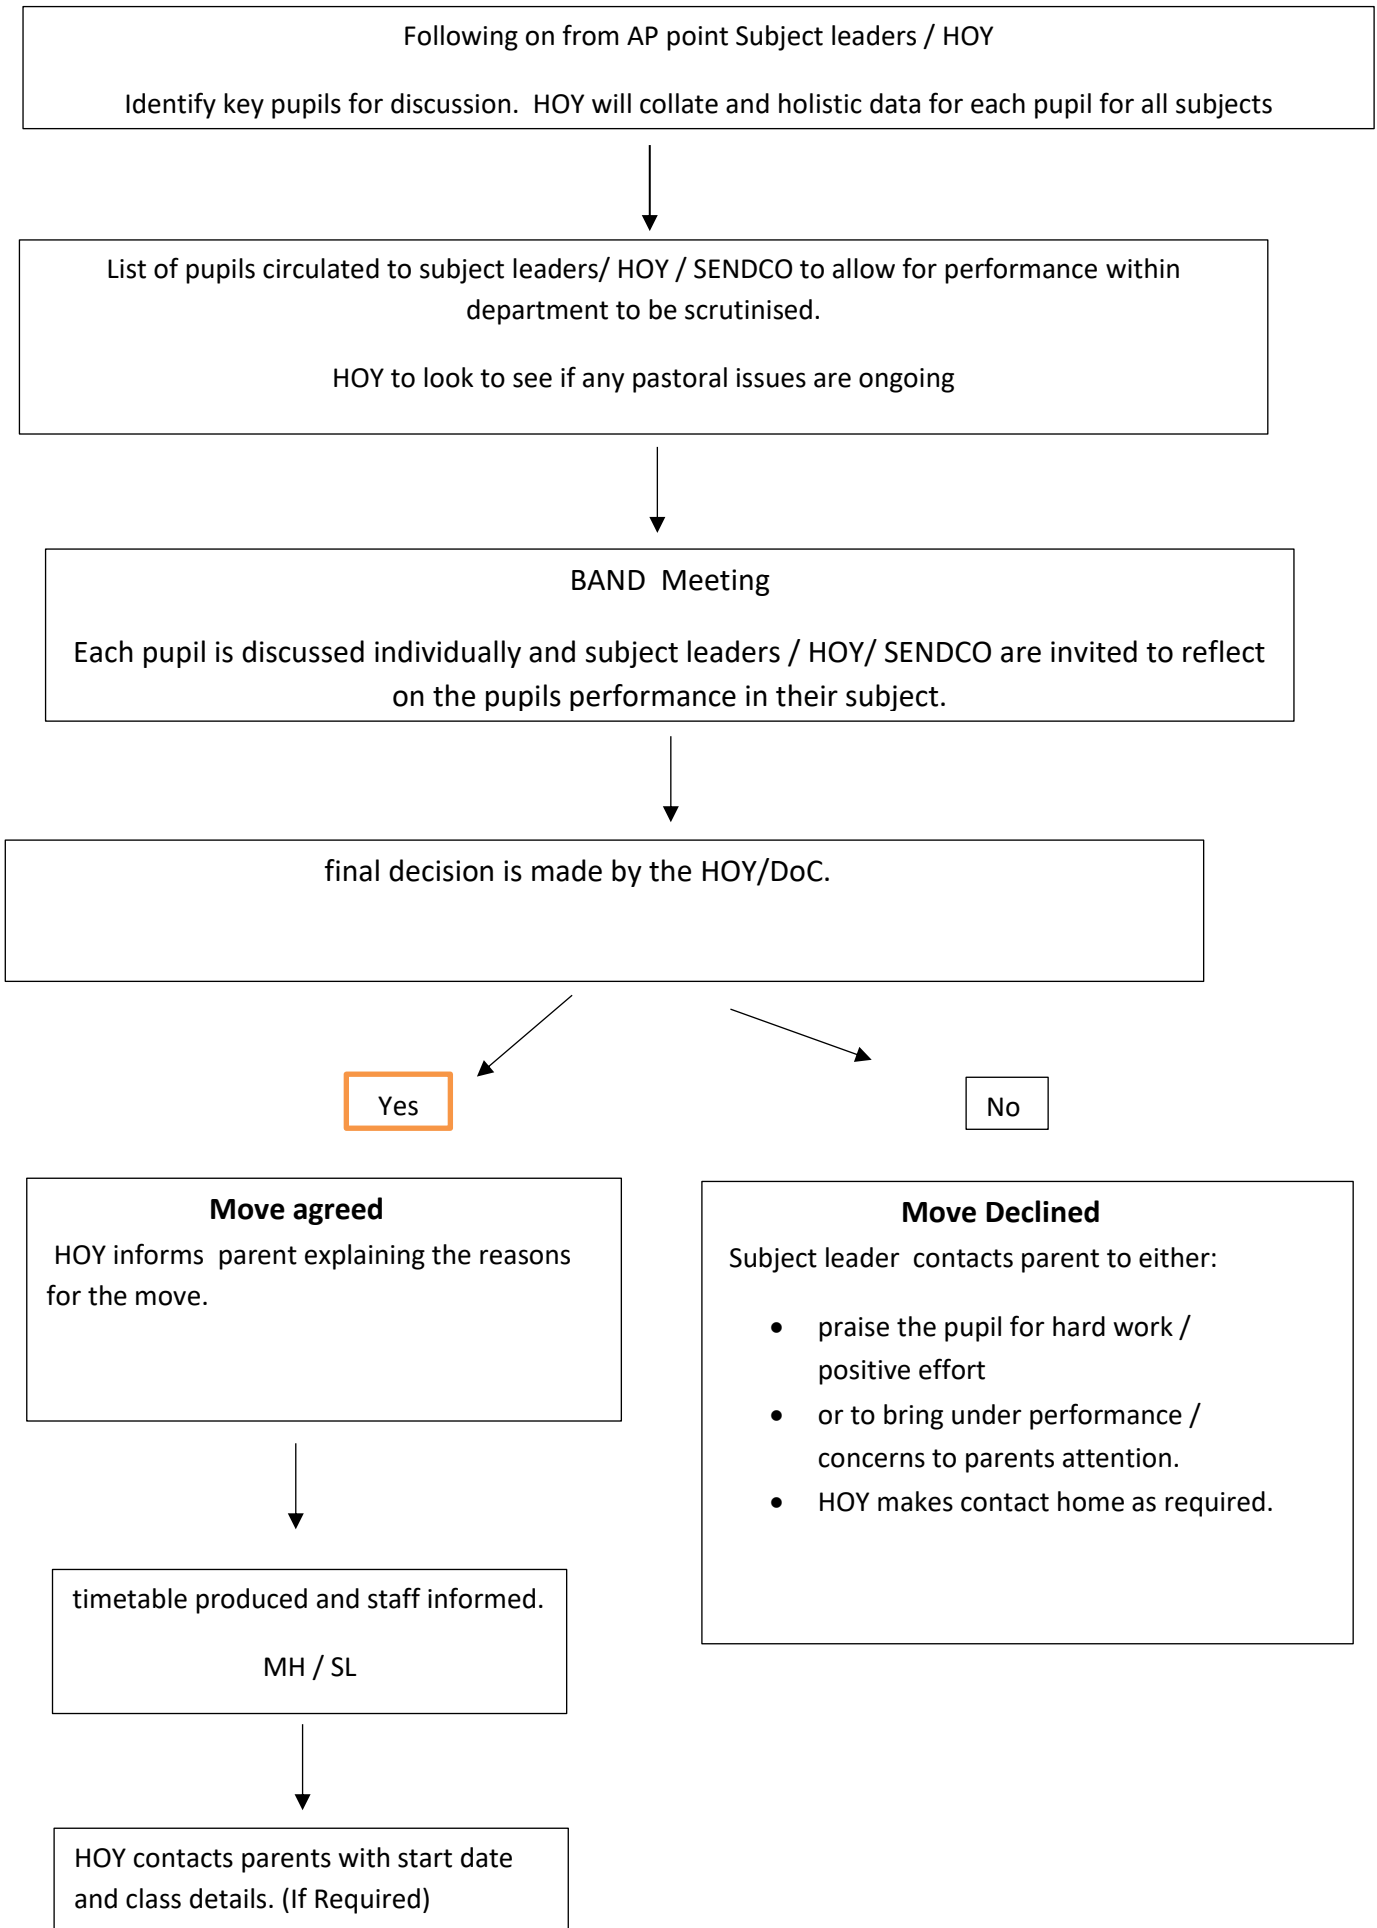 Following on from AP point Subject leaders / HOY
Identify key pupils for discussion.  HOY will collate and holistic data for each pupil for all subjects
List of pupils circulated to subject leaders/ HOY / SENDCO to allow for performance within
department to be scrutinised.
HOY to look to see if any pastoral issues are ongoing
BAND  Meeting
Each pupil is discussed individually and subject leaders / HOY/ SENDCO are invited to reflect
on the pupils performance in their subject.
final decision is made by the HOY/DoC.
Yes
No
Move agreed
HOY informs  parent explaining the reasons
for the move.
timetable produced and staff informed.
MH / SL
HOY contacts parents with start date
and class details. (If Required)
Move Declined
Subject leader  contacts parent to either:
• praise the pupil for hard work /
positive effort
• or to bring under performance /
concerns to parents attention.
• HOY makes contact home as required.